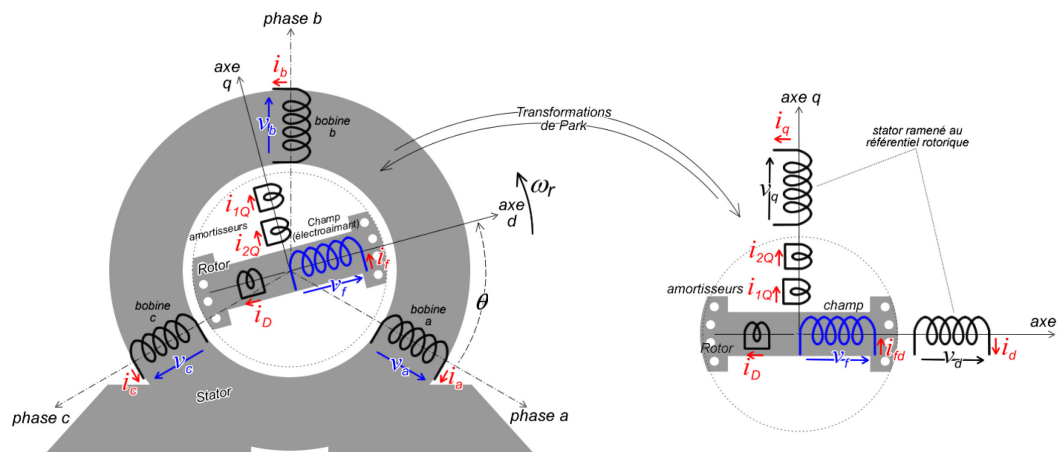 phase b
axe
q
i_b
v_b
bobine
b
i_1Q
amortisseurs
i_2Q
Champ
(électroaimant)
axe
d
ω_r
Rotor
i_f
v_f
i_D
θ
bobine
c
bobine
a
v_c
v_a
i_c
i_a
Stator
phase c
phase a
Transformations
de Park
axe q
i_q
stator ramené au
référentiel rotorique
v_q
i_2Q
amortisseurs
i_1Q
champ
axe
Rotor
i_fd
i_d
i_D
v_f
v_d